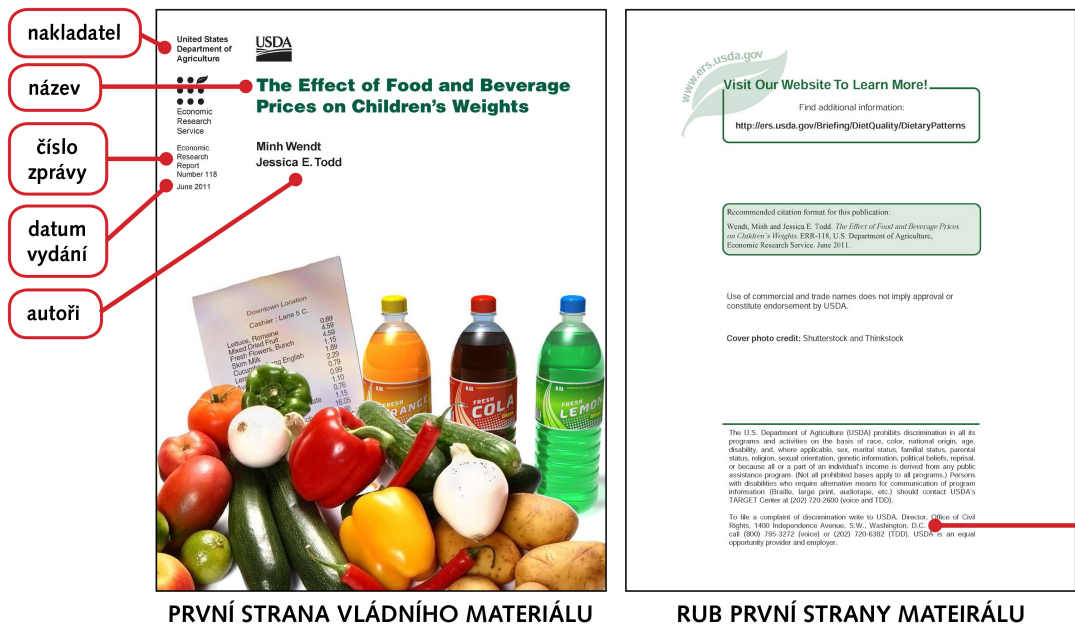 nakladatel
název
číslo
zprávy
datum
vydání
autoři
United States
Department of
Agriculture
USDA
Economic
Research
Service
Economic
Research
Report
Number 118
June 2011
The Effect of Food and Beverage
Prices on Children's Weights
Minh Wendt
Jessica E. Todd
Downtown Location
Cashier : Lane 5 C.
Lettuce, Romaine 0.89
Mixed Dried Fruit 4.59
Fresh Flowers, Bunch 4.59
Skim Milk 1.15
1.89
English 2.29
0.79
0.99
1.10
0.76
1.15
16.05
0.5L
FRESH
0.5L
FRESH
COLA
0.5L
FRESH
LEMON
PRVNÍ STRANA VLÁDNÍHO MATERIÁLU
www.ers.usda.gov
Visit Our Website To Learn More!
Find additional information:
http://ers.usda.gov/Briefing/DietQuality/DietaryPatterns
Recommended citation format for this publication:
Wendt, Minh and Jessica E. Todd. The Effect of Food and Beverage Prices
on Children's Weights. ERR-118, U.S. Department of Agriculture,
Economic Research Service. June 2011.
Use of commercial and trade names does not imply approval or
constitute endorsement by USDA.
Cover photo credit: Shutterstock and Thinkstock
The U.S. Department of Agriculture (USDA) prohibits discrimination in all its
programs and activities on the basis of race, color, national origin, age,
disability, and, where applicable, sex, marital status, familial status, parental
status, religion, sexual orientation, genetic information, political beliefs, reprisal,
or because all or a part of an individual's income is derived from any public
assistance program. (Not all prohibited bases apply to all programs.) Persons
with disabilities who require alternative means for communication of program
information (Braille, large print, audiotape, etc.) should contact USDA's
TARGET Center at (202) 720-2600 (voice and TDD).
To file a complaint of discrimination write to USDA, Director, Office of Civil
Rights, 1400 Independence Avenue, S.W., Washington, D.C.
call (800) 795-3272 (voice) or (202) 720-6382 (TDD). USDA is an equal
opportunity provider and employer.
RUB PRVNÍ STRANY MATEIRÁLU